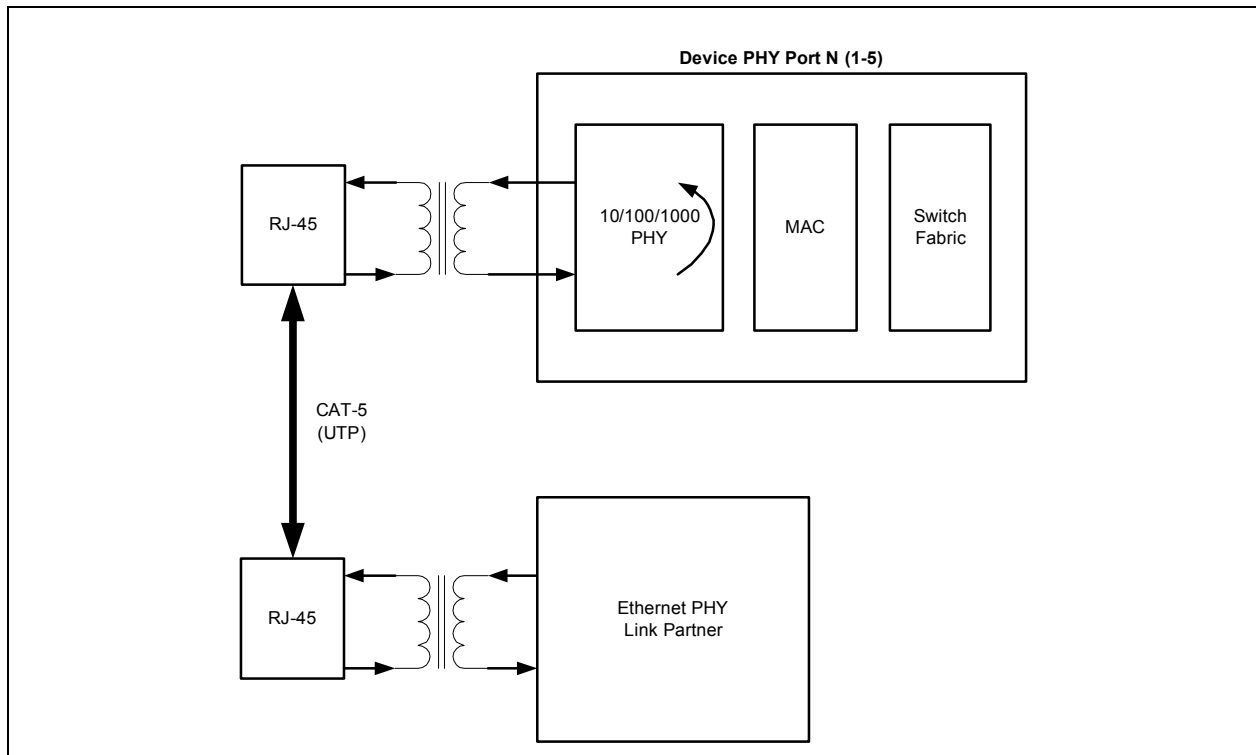 Device PHY Port N (1-5)
RJ-45
10/100/1000
PHY
MAC
Switch
Fabric
CAT-5
(UTP)
RJ-45
Ethernet PHY
Link Partner